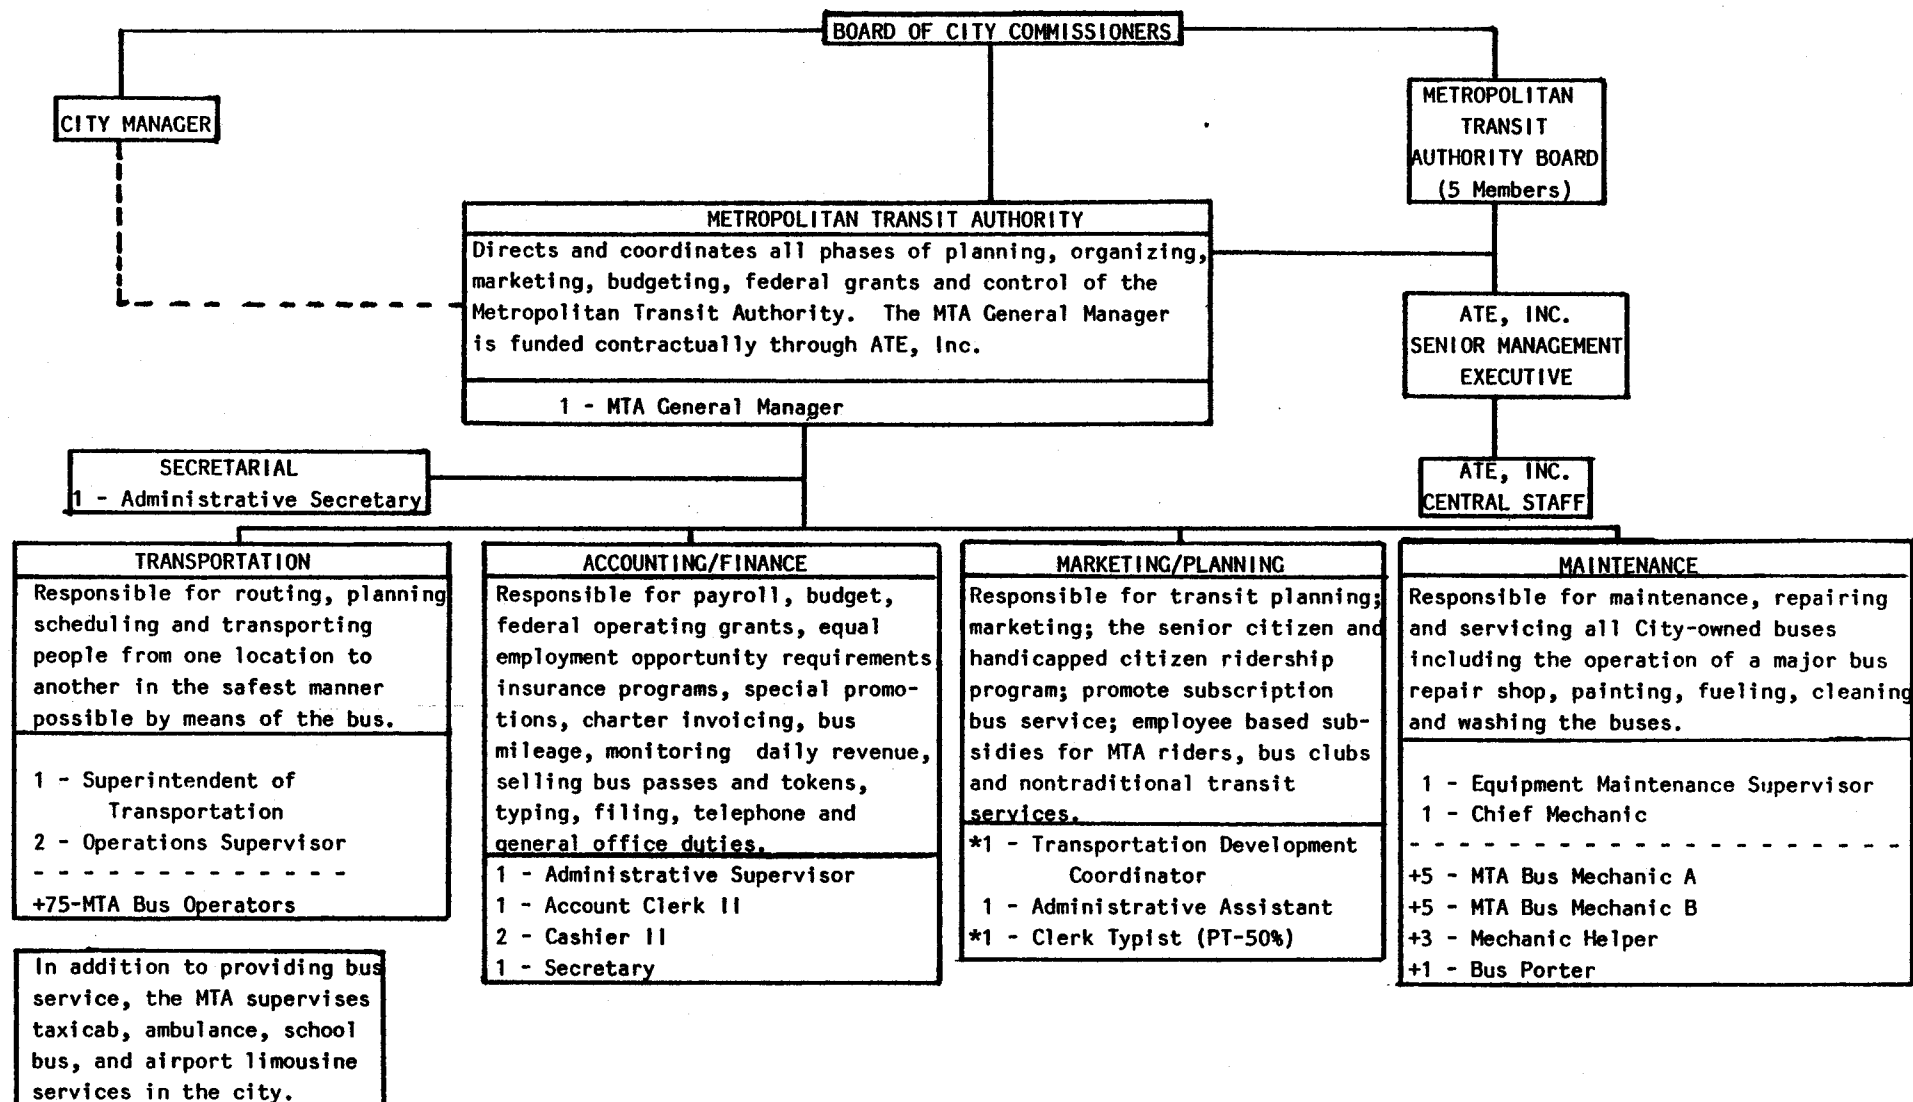 BOARD OF CITY COMMISSIONERS
CITY MANAGER
METROPOLITAN
TRANSIT
AUTHORITY BOARD
(5 Members)
METROPOLITAN TRANSIT AUTHORITY
Directs and coordinates all phases of planning, organizing,
marketing, budgeting, federal grants and control of the
Metropolitan Transit Authority. The MTA General Manager
is funded contractually through ATE, Inc.
1 - MTA General Manager
ATE, INC.
SENIOR MANAGEMENT
EXECUTIVE
SECRETARIAL
1 - Administrative Secretary
ATE, INC.
CENTRAL STAFF
TRANSPORTATION
Responsible for routing, planning
scheduling and transporting
people from one location to
another in the safest manner
possible by means of the bus.
1 - Superintendent of
Transportation
2 - Operations Supervisor
- - - - - - - - - - - - -
+75-MTA Bus Operators
In addition to providing bus
service, the MTA supervises
taxicab, ambulance, school
bus, and airport limousine
services in the city.
ACCOUNTING/FINANCE
Responsible for payroll, budget,
federal operating grants, equal
employment opportunity requirements
insurance programs, special promo-
tions, charter invoicing, bus
mileage, monitoring daily revenue,
selling bus passes and tokens,
typing, filing, telephone and
general office duties.
1 - Administrative Supervisor
1 - Account Clerk II
2 - Cashier II
1 - Secretary
MARKETING/PLANNING
Responsible for transit planning;
marketing; the senior citizen and
handicapped citizen ridership
program; promote subscription
bus service; employee based sub-
sidies for MTA riders, bus clubs
and nontraditional transit
services.
*1 - Transportation Development
Coordinator
1 - Administrative Assistant
*1 - Clerk Typist (PT-50%)
MAINTENANCE
Responsible for maintenance, repairing
and servicing all City-owned buses
including the operation of a major bus
repair shop, painting, fueling, cleaning
and washing the buses.
1 - Equipment Maintenance Supervisor
1 - Chief Mechanic
- - - - - - - - - - - - - - - - - - - -
+5 - MTA Bus Mechanic A
+5 - MTA Bus Mechanic B
+3 - Mechanic Helper
+1 - Bus Porter